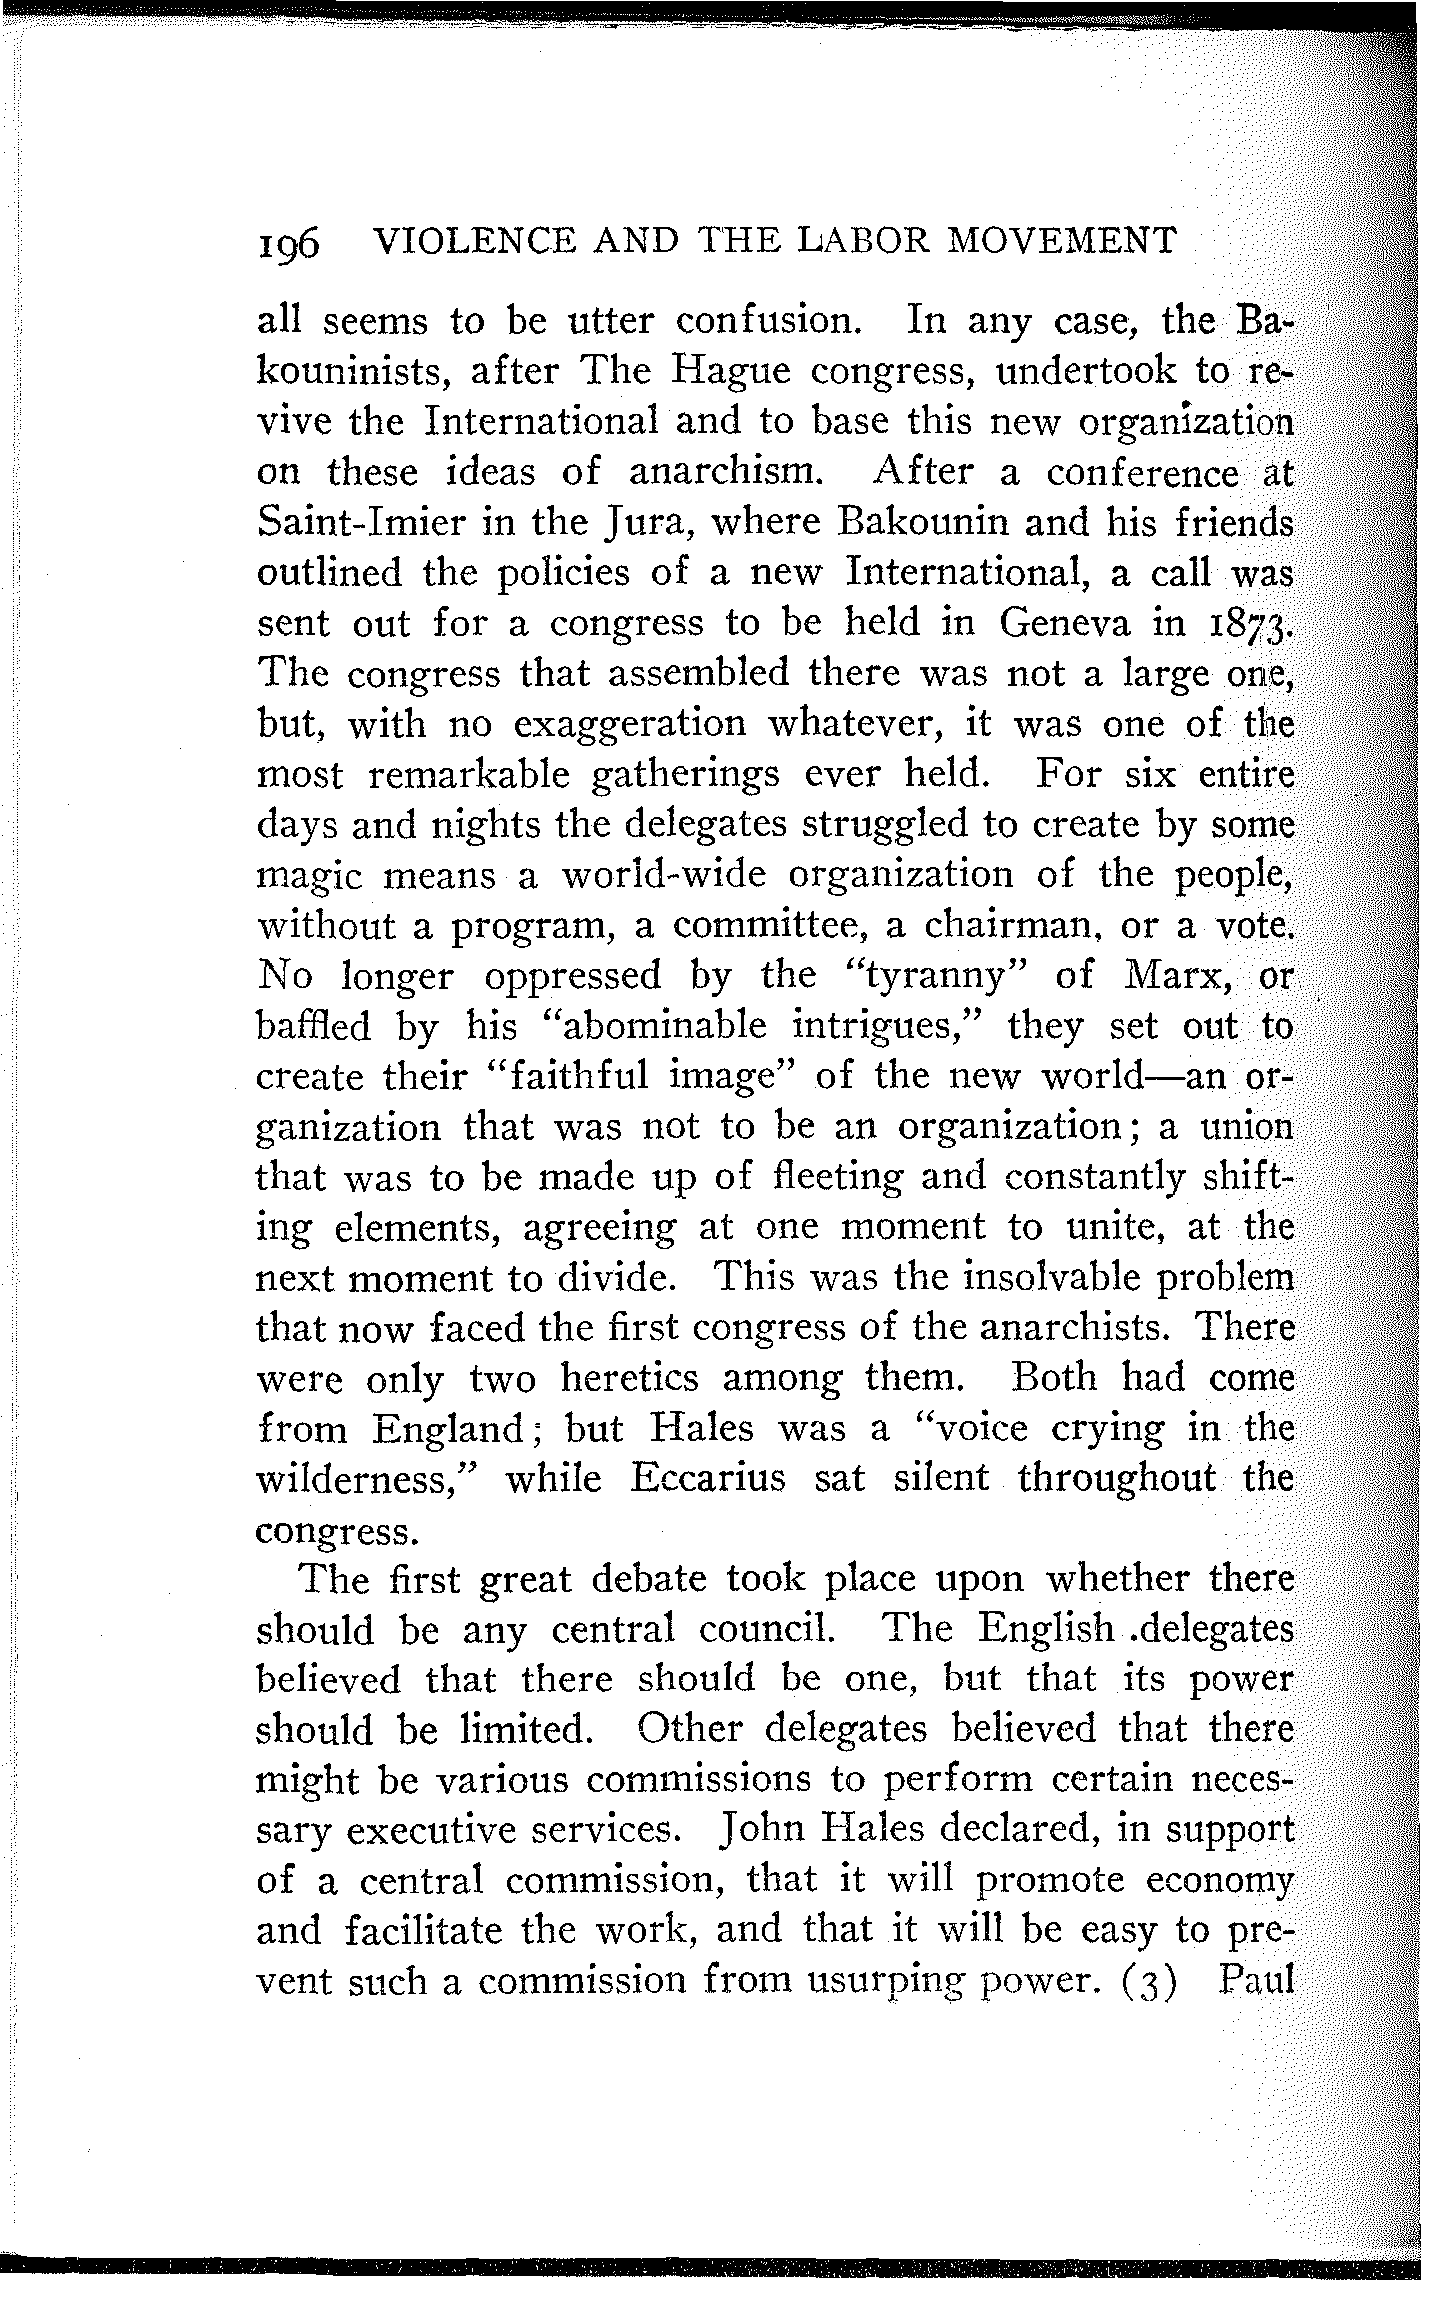 196 VIOLENCE AND THE LABOR MOVEMENT
all seems to be utter confusion. In any case, the Ba-
kouninists, after The Hague congress, undertook to re-
vive the International and to base this new organization
on these ideas of anarchism. After a conference at
Saint-Imier in the Jura, where Bakounin and his friends
outlined the policies of a new International, a call was
sent out for a congress to be held in Geneva in 1873.
The congress that assembled there was not a large one,
but, with no exaggeration whatever, it was one of the
most remarkable gatherings ever held. For six entire
days and nights the delegates struggled to create by some
magic means a world-wide organization of the people,
without a program, a committee, a chairman, or a vote.
No longer oppressed by the “tyranny” of Marx, or
baffled by his “abominable intrigues,” they set out to
create their “faithful image” of the new world—an or-
ganization that was not to be an organization; a union
that was to be made up of fleeting and constantly shift-
ing elements, agreeing at one moment to unite, at the
next moment to divide. This was the insolvable problem
that now faced the first congress of the anarchists. There
were only two heretics among them. Both had come
from England; but Hales was a “voice crying in the
wilderness,” while Eccarius sat silent throughout the
congress.
The first great debate took place upon whether there
should be any central council. The English .delegates
believed that there should be one, but that its power
should be limited. Other delegates believed that there
might be various commissions to perform certain neces-
sary executive services. John Hales declared, in support
of a central commission, that it will promote economy
and facilitate the work, and that it will be easy to pre-
vent such a commission from usurping power. (3) Paul